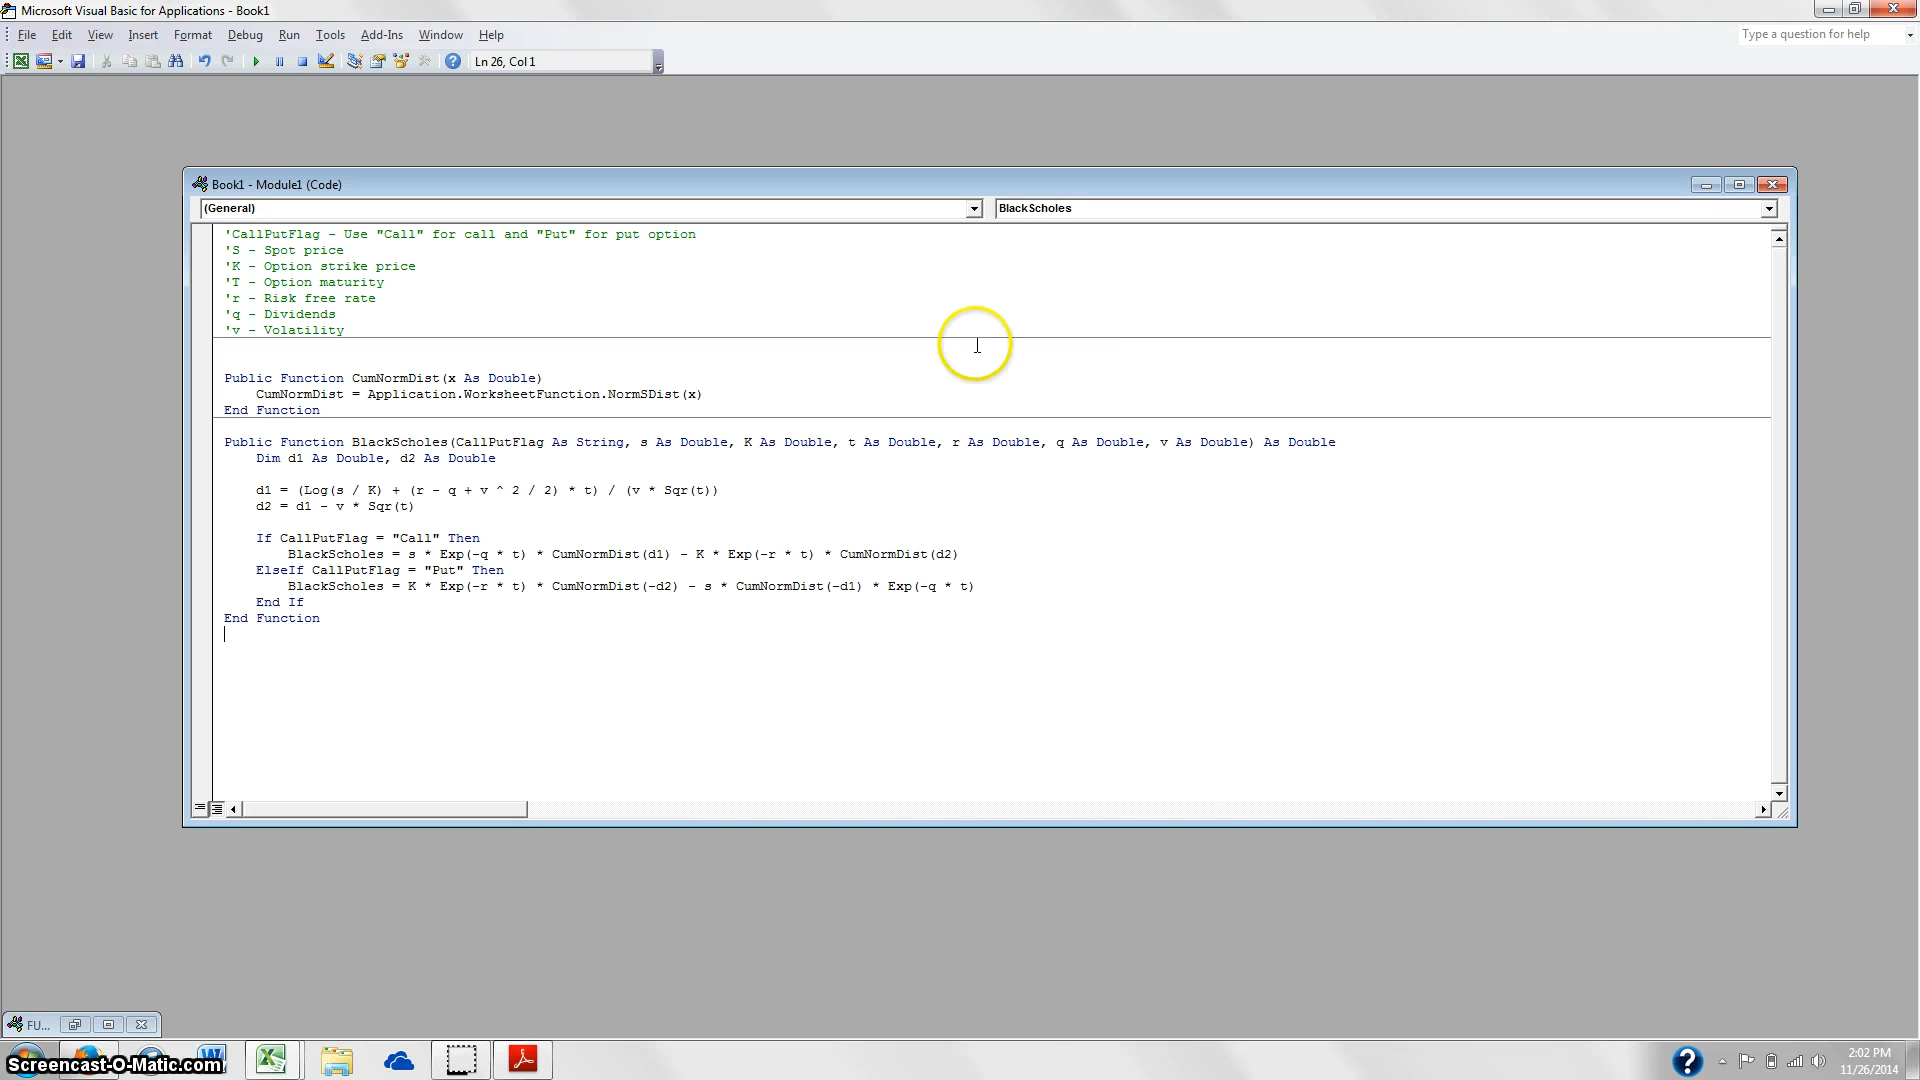 Microsoft Visual Basic for Applications - Book1
File Edit View Insert Format Debug Run Tools Add-Ins Window Help
Type a question for help
Ln 26, Col 1
Book1 - Module1 (Code)
(General)
BlackScholes
'CallPutFlag - Use "Call" for call and "Put" for put option
'S - Spot price
'K - Option strike price
'T - Option maturity
'r - Risk free rate
'q - Dividends
'v - Volatility
Public Function CumNormDist(x As Double)
CumNormDist = Application.WorksheetFunction.NormSDist(x)
End Function
Public Function BlackScholes(CallPutFlag As String, s As Double, K As Double, t As Double, r As Double, q As Double, v As Double) As Double
Dim d1 As Double, d2 As Double
d1 = (Log(s / K) + (r - q + v ^ 2 / 2) * t) / (v * Sqr(t))
d2 = d1 - v * Sqr(t)
If CallPutFlag = "Call" Then
BlackScholes = s * Exp(-q * t) * CumNormDist(d1) - K * Exp(-r * t) * CumNormDist(d2)
ElseIf CallPutFlag = "Put" Then
BlackScholes = K * Exp(-r * t) * CumNormDist(-d2) - s * CumNormDist(-d1) * Exp(-q * t)
End If
End Function
FU...
Screencast-O-Matic.com
2:02 PM
11/26/2014